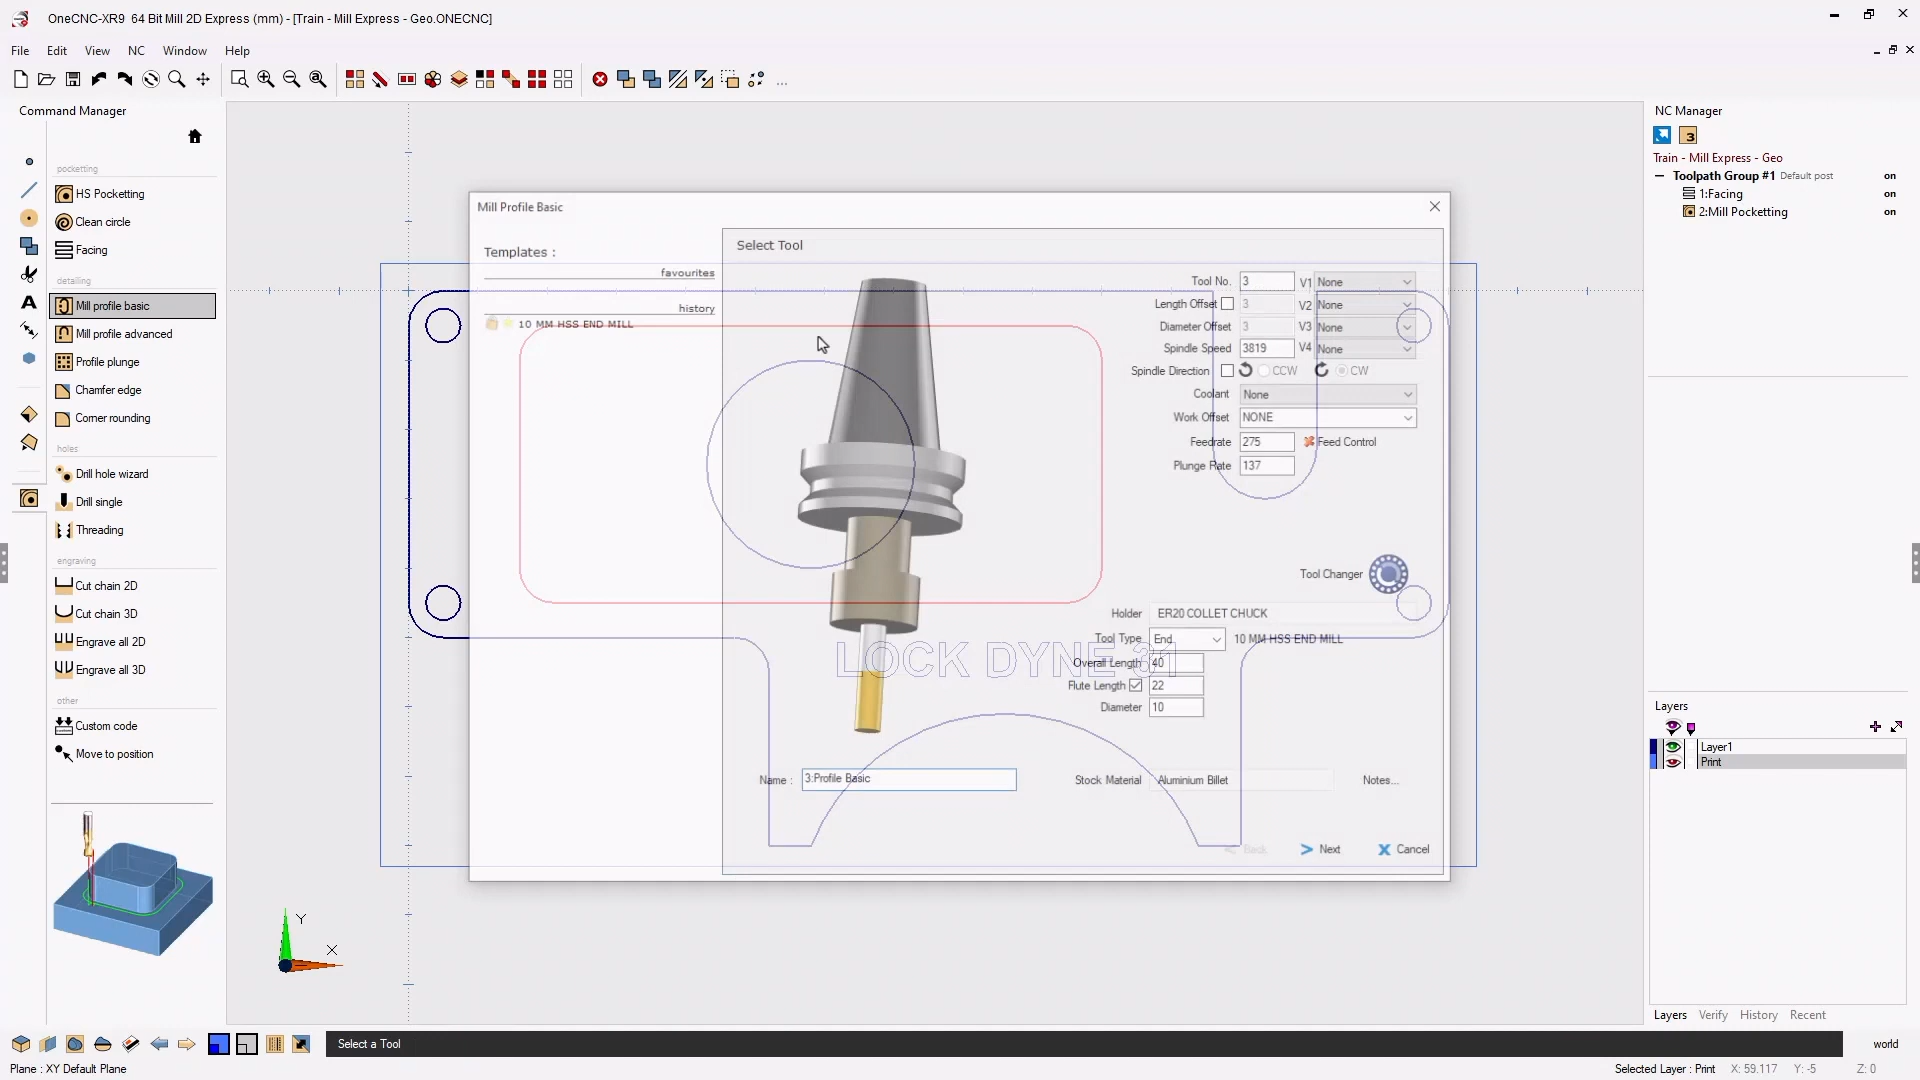 OneCNC-XR9 64 Bit Mill 2D Express (mm) - [Train - Mill Express - Geo.ONECNC]
File Edit View NC Window Help
Command Manager
pocketting
HS Pocketting
Clean circle
Facing
detailing
Mill profile basic
Mill profile advanced
Profile plunge
Chamfer edge
Corner rounding
holes
Drill hole wizard
Drill single
Threading
engraving
Cut chain 2D
Cut chain 3D
Engrave all 2D
Engrave all 3D
other
Custom code
Move to position
Y
X
Mill Profile Basic
Templates :
favourites
history
10 MM HSS END MILL
Select Tool
Tool No. 3 V1 None
Length Offset 3 V2 None
Diameter Offset 3 V3 None
Spindle Speed 3819 V4 None
Spindle Direction CCW CW
Coolant None
Work Offset NONE
Feedrate 275 Feed Control
Plunge Rate 137
Tool Changer
Holder ER20 COLLET CHUCK
Tool Type End. 10 MM HSS END MILL
LOCK DYNE 31
Overall Length 40
Flute Length 22
Diameter 10
Name : 3:Profile Basic Stock Material Aluminium Billet Notes...
< Back > Next X Cancel
NC Manager
3
Train - Mill Express - Geo
Toolpath Group #1 Default post on
1:Facing on
2:Mill Pocketting on
Layers
Layer1
Print
Layers Verify History Recent
Select a Tool
world
Plane : XY Default Plane
Selected Layer : Print X: 59.117 Y: -5 Z: 0